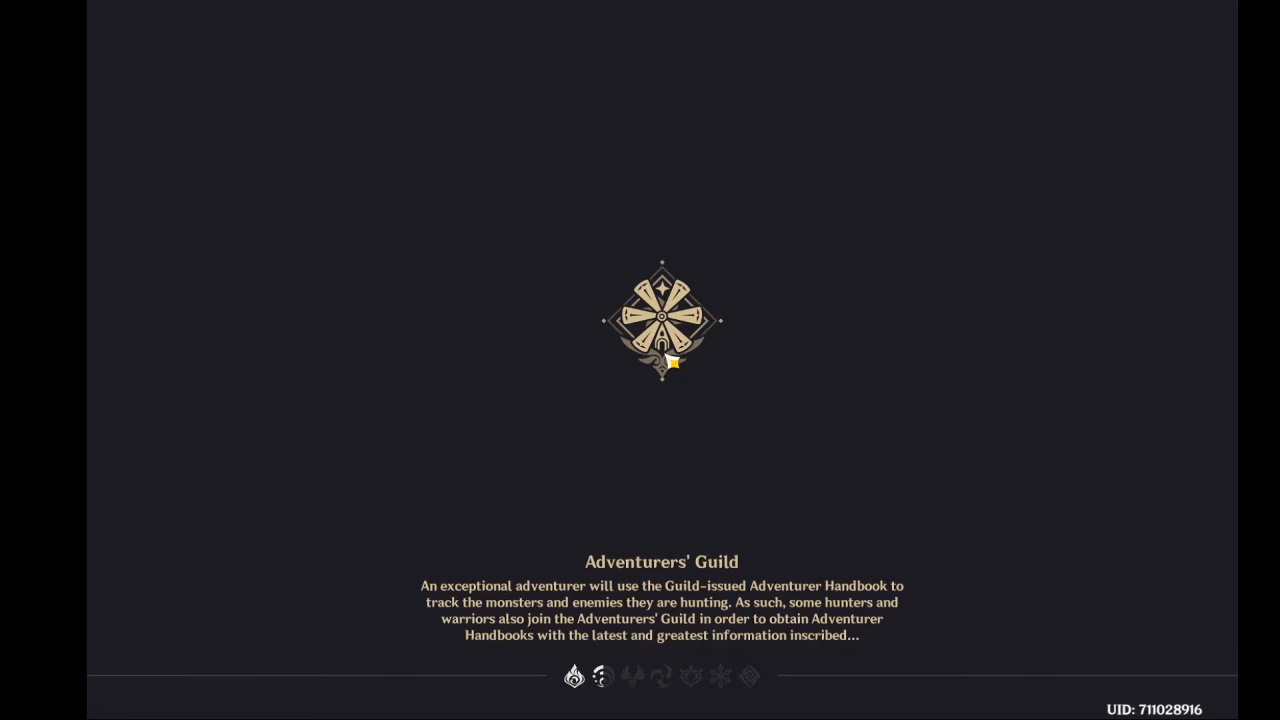 Adventurers' Guild
An exceptional adventurer will use the Guild-issued Adventurer Handbook to
track the monsters and enemies they are hunting. As such, some hunters and
warriors also join the Adventurers' Guild in order to obtain Adventurer
Handbooks with the latest and greatest information inscribed...
UID: 711028916